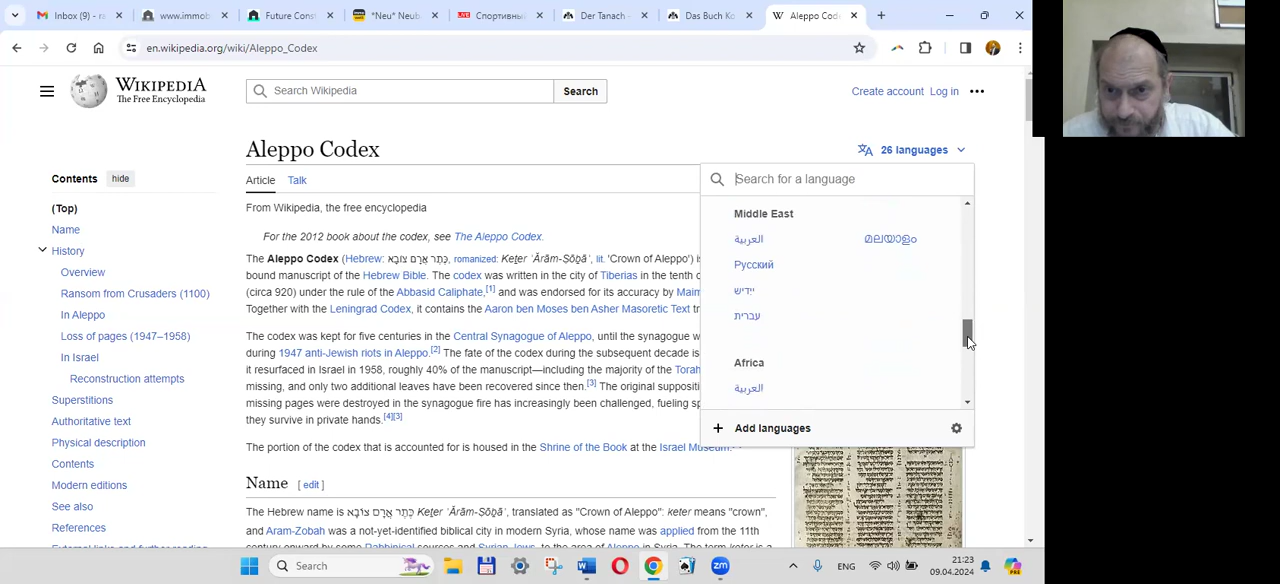 Inbox (9) - ra
www.immob
Future Const
*Neu* Neub
LIVE Спортивный
Der Tanach –
Das Buch Ko
Aleppo Cod
en.wikipedia.org/wiki/Aleppo_Codex
WIKIPEDIA
The Free Encyclopedia
Search Wikipedia
Search
Create account Log in
Aleppo Codex
26 languages
Contents hide
(Top)
Name
History
Overview
Ransom from Crusaders (1100)
In Aleppo
Loss of pages (1947–1958)
In Israel
Reconstruction attempts
Superstitions
Authoritative text
Physical description
Contents
Modern editions
See also
References
Article Talk
From Wikipedia, the free encyclopedia
For the 2012 book about the codex, see The Aleppo Codex.
The Aleppo Codex (Hebrew: כֶּתֶר אֲרָם צוֹבָא, romanized: Keṯer ʾĂrām-Ṣōḇāʾ, lit. 'Crown of Aleppo') is
bound manuscript of the Hebrew Bible. The codex was written in the city of Tiberias in the tenth c
(circa 920) under the rule of the Abbasid Caliphate,[1] and was endorsed for its accuracy by Maim
Together with the Leningrad Codex, it contains the Aaron ben Moses ben Asher Masoretic Text tr
The codex was kept for five centuries in the Central Synagogue of Aleppo, until the synagogue w
during 1947 anti-Jewish riots in Aleppo.[2] The fate of the codex during the subsequent decade is
it resurfaced in Israel in 1958, roughly 40% of the manuscript—including the majority of the Torah
missing, and only two additional leaves have been recovered since then.[3] The original suppositi
missing pages were destroyed in the synagogue fire has increasingly been challenged, fueling sp
they survive in private hands.[4][3]
The portion of the codex that is accounted for is housed in the Shrine of the Book at the Israel Museum.
Name [ edit ]
The Hebrew name is כֶּתֶר אֲרָם צוֹבָא Keṯer ʾĂrām-Ṣōḇāʾ, translated as "Crown of Aleppo": keter means "crown",
and Aram-Zobah was a not-yet-identified city in modern Syria, whose name was applied from the 11th
Search for a language
Middle East
العربية
മലയാളം
Русский
ייִדיש
עברית
Africa
العربية
Add languages
Search
ENG
21:23
09.04.2024